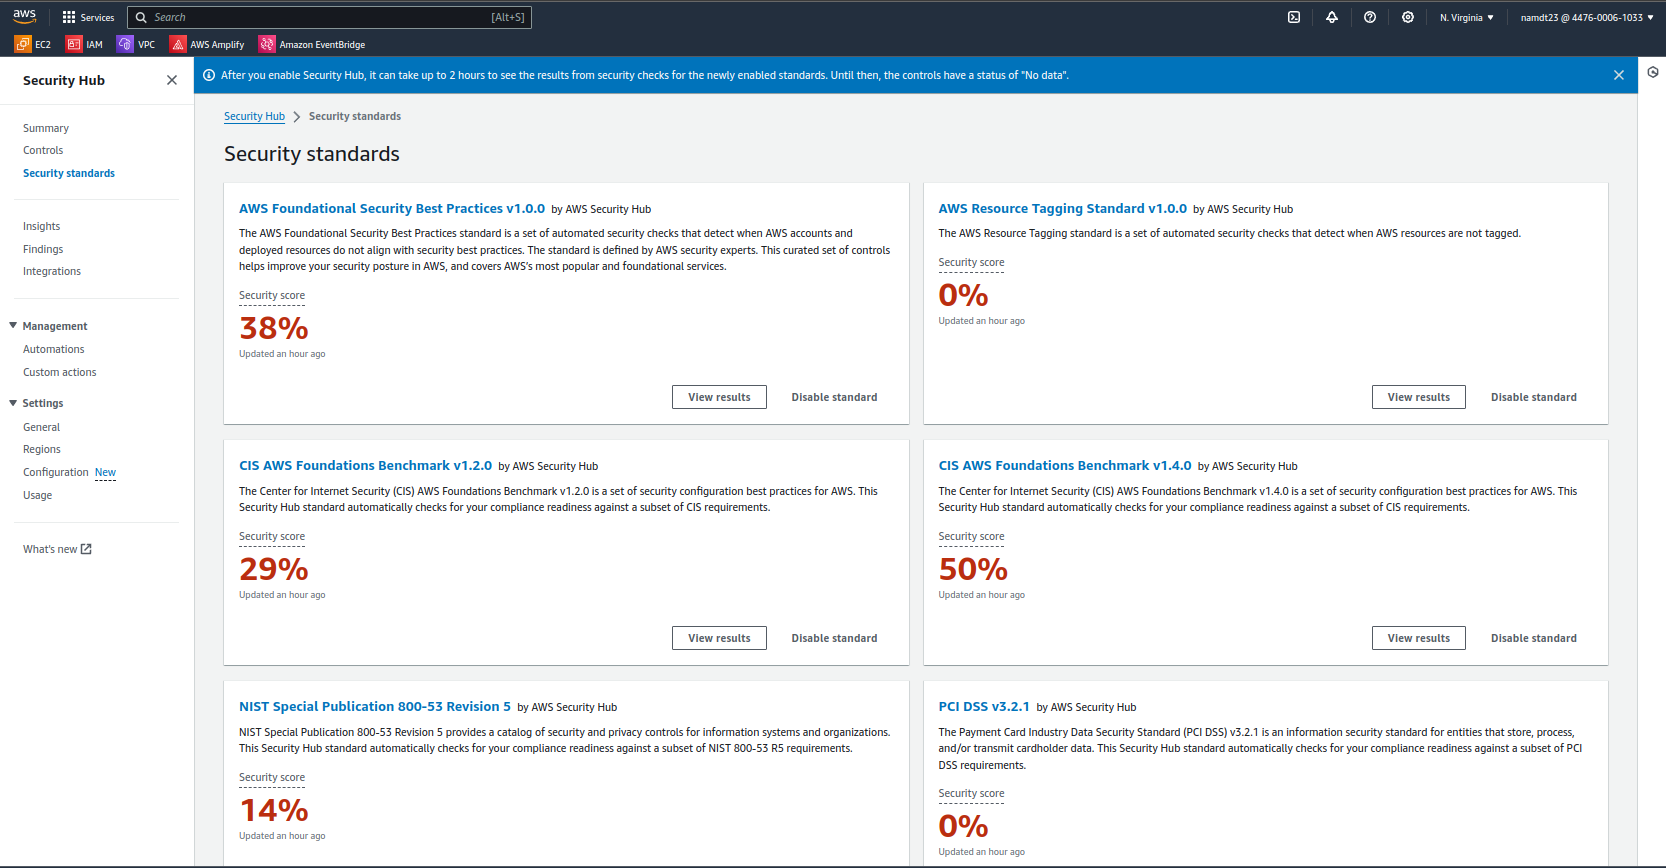 aws
Services
Search
[Alt+S]
N. Virginia
namdt23 @ 4476-0006-1033
EC2
IAM
VPC
AWS Amplify
Amazon EventBridge
Security Hub
Summary
Controls
Security standards
Insights
Findings
Integrations
Management
Automations
Custom actions
Settings
General
Regions
Configuration New
Usage
What's new
After you enable Security Hub, it can take up to 2 hours to see the results from security checks for the newly enabled standards. Until then, the controls have a status of "No data".
Security Hub
Security standards
Security standards
AWS Foundational Security Best Practices v1.0.0 by AWS Security Hub
The AWS Foundational Security Best Practices standard is a set of automated security checks that detect when AWS accounts and
deployed resources do not align with security best practices. The standard is defined by AWS security experts. This curated set of controls
helps improve your security posture in AWS, and covers AWS's most popular and foundational services.
Security score
38%
Updated an hour ago
View results
Disable standard
AWS Resource Tagging Standard v1.0.0 by AWS Security Hub
The AWS Resource Tagging standard is a set of automated security checks that detect when AWS resources are not tagged.
Security score
0%
Updated an hour ago
View results
Disable standard
CIS AWS Foundations Benchmark v1.2.0 by AWS Security Hub
The Center for Internet Security (CIS) AWS Foundations Benchmark v1.2.0 is a set of security configuration best practices for AWS. This
Security Hub standard automatically checks for your compliance readiness against a subset of CIS requirements.
Security score
29%
Updated an hour ago
View results
Disable standard
CIS AWS Foundations Benchmark v1.4.0 by AWS Security Hub
The Center for Internet Security (CIS) AWS Foundations Benchmark v1.4.0 is a set of security configuration best practices for AWS. This
Security Hub standard automatically checks for your compliance readiness against a subset of CIS requirements.
Security score
50%
Updated an hour ago
View results
Disable standard
NIST Special Publication 800-53 Revision 5 by AWS Security Hub
NIST Special Publication 800-53 Revision 5 provides a catalog of security and privacy controls for information systems and organizations.
This Security Hub standard automatically checks for your compliance readiness against a subset of NIST 800-53 R5 requirements.
Security score
14%
Updated an hour ago
PCI DSS v3.2.1 by AWS Security Hub
The Payment Card Industry Data Security Standard (PCI DSS) v3.2.1 is an information security standard for entities that store, process,
and/or transmit cardholder data. This Security Hub standard automatically checks for your compliance readiness against a subset of PCI
DSS requirements.
Security score
0%
Updated an hour ago